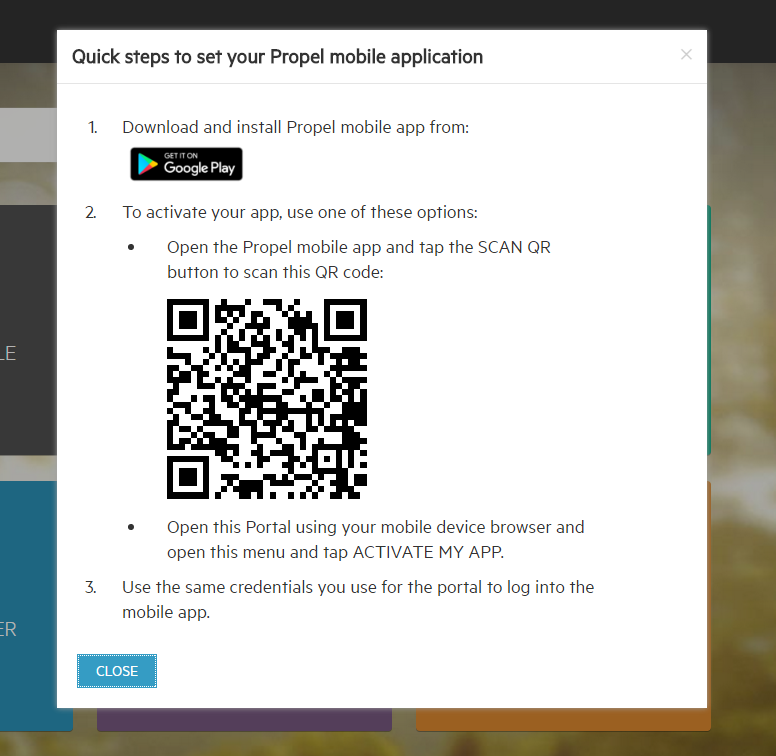 Quick steps to set your Propel mobile application
×
1. Download and install Propel mobile app from:
GET IT ON
Google Play
2. To activate your app, use one of these options:
• Open the Propel mobile app and tap the SCAN QR
button to scan this QR code:
LE
• Open this Portal using your mobile device browser and
open this menu and tap ACTIVATE MY APP.
3. Use the same credentials you use for the portal to log into the
mobile app.
ER
CLOSE